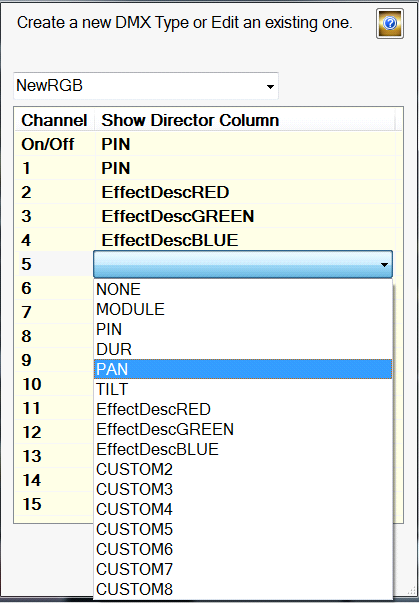 Create a new DMX Type or Edit an existing one.
?
NewRGB
Channel Show Director Column
On/Off PIN
1 PIN
2 EffectDescRED
3 EffectDescGREEN
4 EffectDescBLUE
5
6
7
8
9
10
11
12
13
14
15
NONE
MODULE
PIN
DUR
PAN
TILT
EffectDescRED
EffectDescGREEN
EffectDescBLUE
CUSTOM2
CUSTOM3
CUSTOM4
CUSTOM5
CUSTOM6
CUSTOM7
CUSTOM8